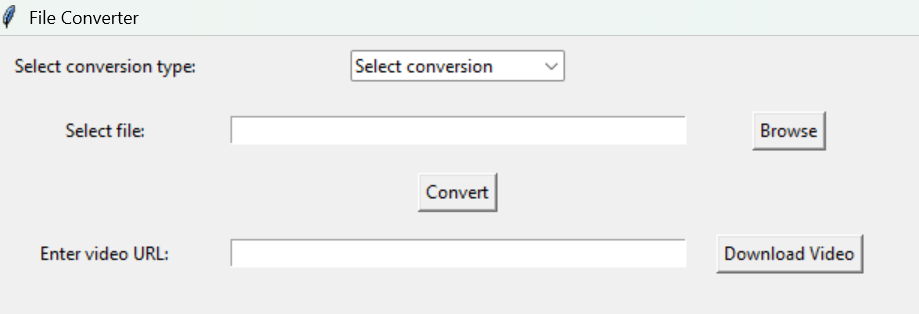 File Converter
Select conversion type: Select conversion
Select file: Browse
Convert
Enter video URL: Download Video